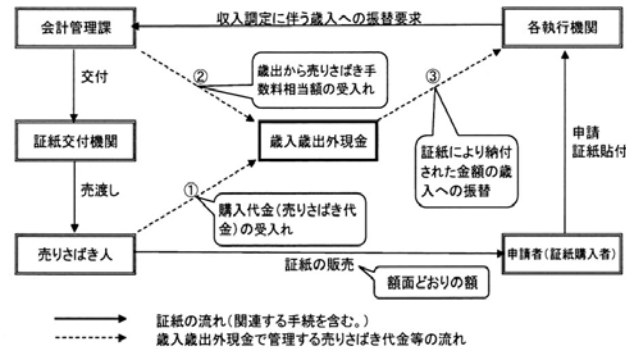 会計管理課
収入調定に伴う歳入への振替要求
各執行機関
②
歳出から売りさばき手
数料相当額の受入れ
③
交付
証紙交付機関
歳入歳出外現金
申請
証紙貼付
証紙により納付
された金額の歳
入への振替
売渡し
①
購入代金(売りさばき代
金)の受入れ
売りさばき人
証紙の販売
申請者(証紙購入者)
額面どおりの額
証紙の流れ(関連する手続を含む。)
歳入歳出外現金で管理する売りさばき代金等の流れ